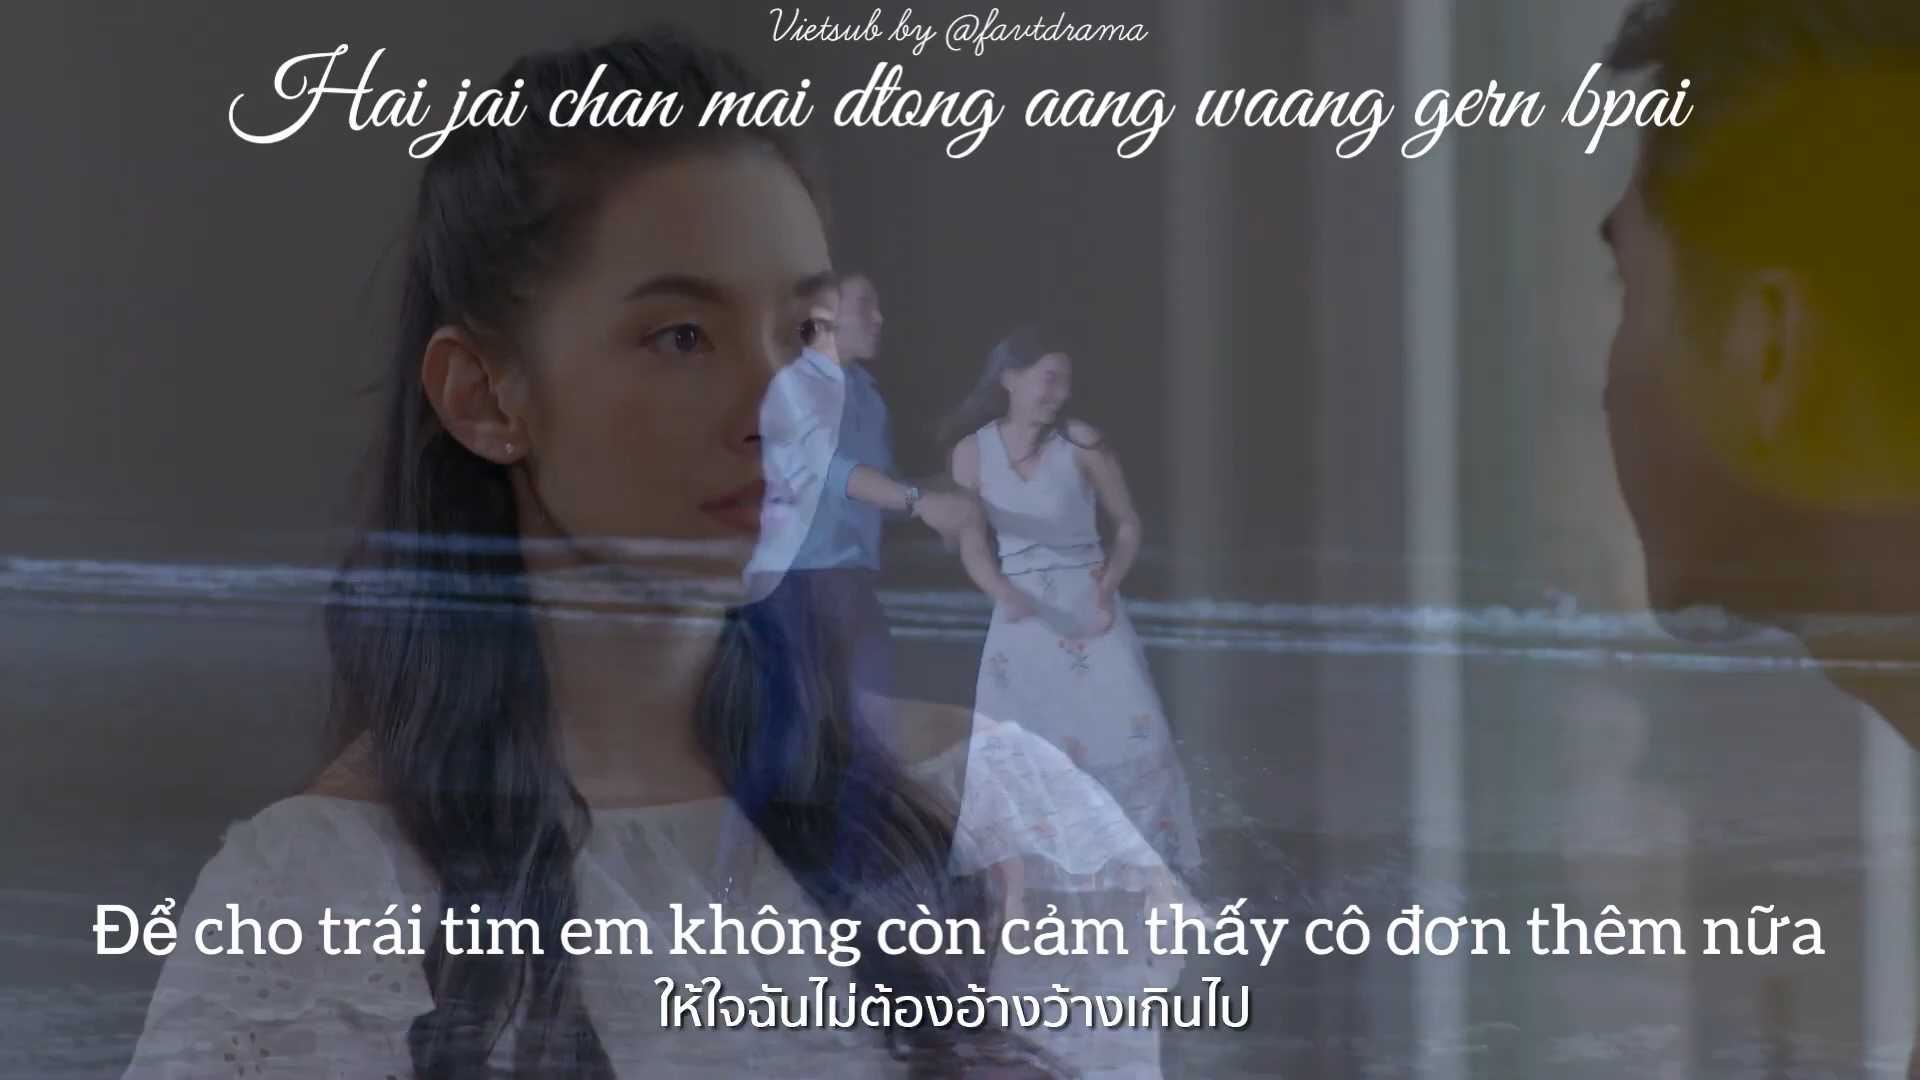 Vietsub by @favtdrama
Hai jai chan mai dtong aang waang gern bpai
Để cho trái tim em không còn cảm thấy cô đơn thêm nữa
ให้ใจฉันไม่ต้องอ้างว้างเกินไป